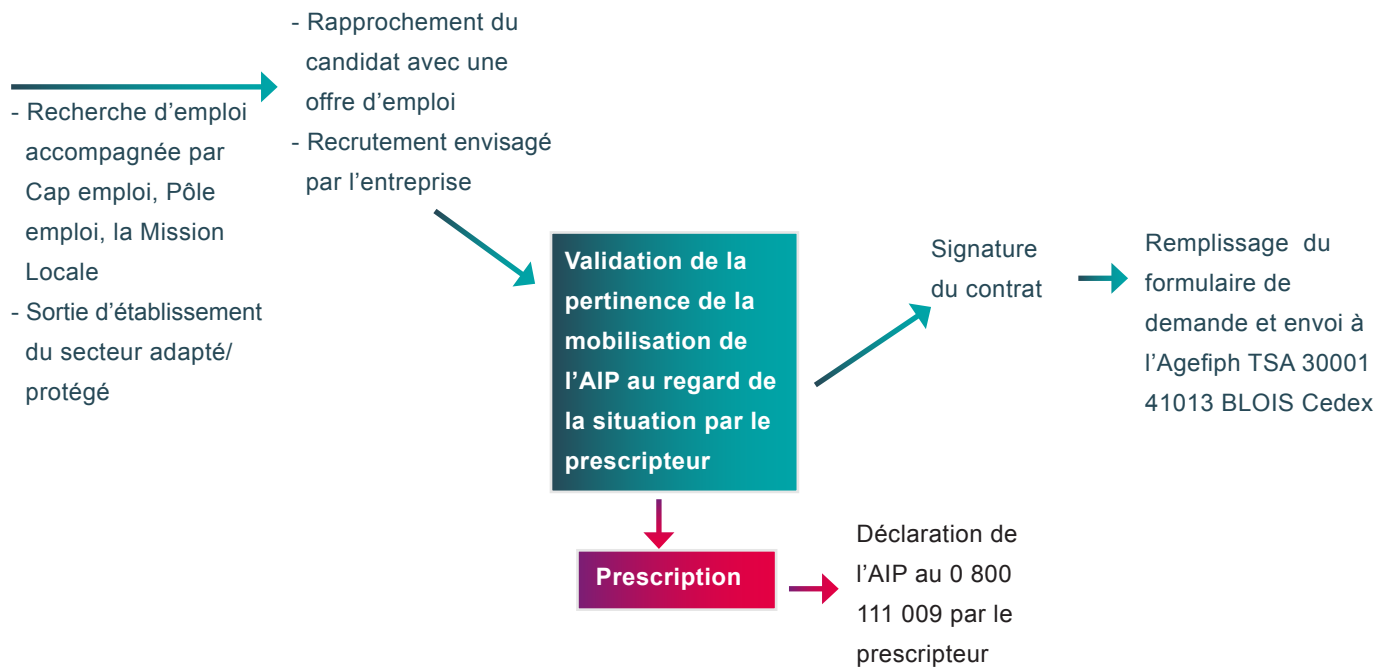 - Recherche d’emploi
accompagnée par
Cap emploi, Pôle
emploi, la Mission
Locale
- Sortie d’établissement
du secteur adapté/
protégé
- Rapprochement du
candidat avec une
offre d’emploi
- Recrutement envisagé
par l’entreprise
Validation de la
pertinence de la
mobilisation de
l’AIP au regard de
la situation par le
prescripteur
Signature
du contrat
Remplissage du
formulaire de
demande et envoi à
l’Agefiph TSA 30001
41013 BLOIS Cedex
Prescription
Déclaration de
l’AIP au 0 800
111 009 par le
prescripteur